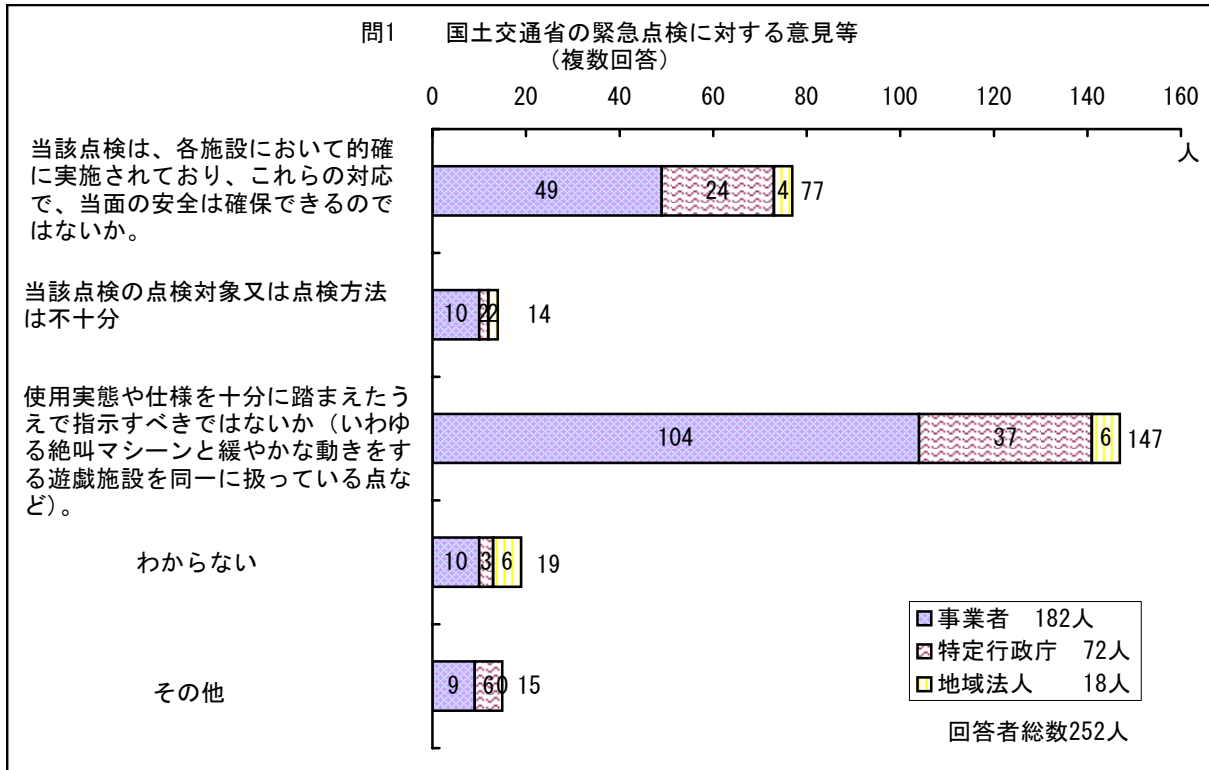 問1　国土交通省の緊急点検に対する意見等
（複数回答）
0 20 40 60 80 100 120 140 160
人
当該点検は、各施設において的確
に実施されており、これらの対応
で、当面の安全は確保できるのでは
はないか。
49 24 4 77
当該点検の点検対象又は点検方法
は不十分
10 2 2 14
使用実態や仕様を十分に踏まえたう
えで指示すべきではないか（いわゆ
る絶叫マシーンと緩やかな動きをす
る遊戯施設を同一に扱っている点な
ど）。
104 37 6 147
わからない
10 3 6 19
その他
9 6 0 15
事業者　182人
特定行政庁　72人
地域法人　18人
回答者総数252人